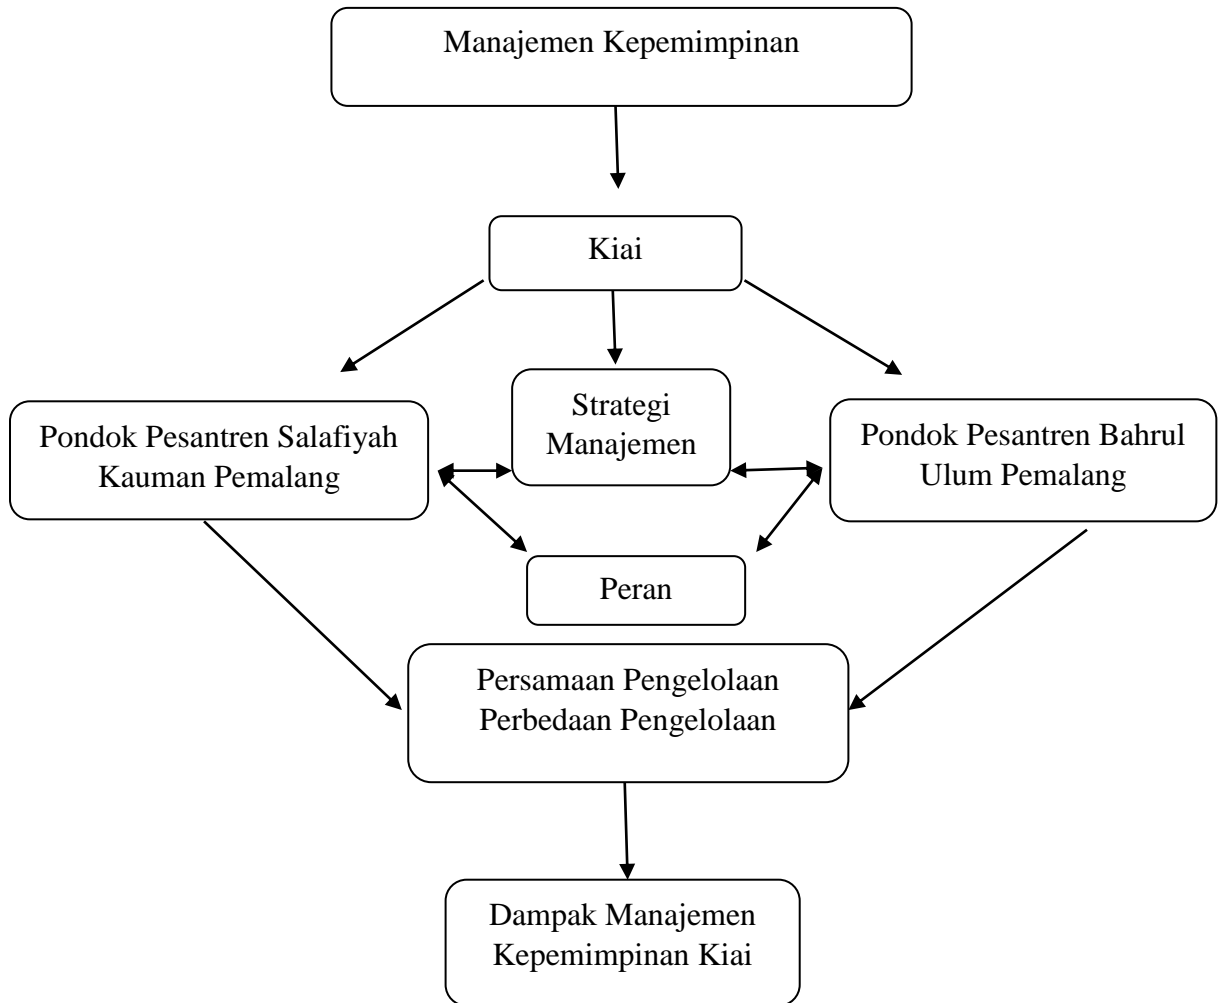 Manajemen Kepemimpinan
Kiai
Strategi
Manajemen
Pondok Pesantren Salafiyah
Kauman Pemalang
Pondok Pesantren Bahrul
Ulum Pemalang
Peran
Persamaan Pengelolaan
Perbedaan Pengelolaan
Dampak Manajemen
Kepemimpinan Kiai